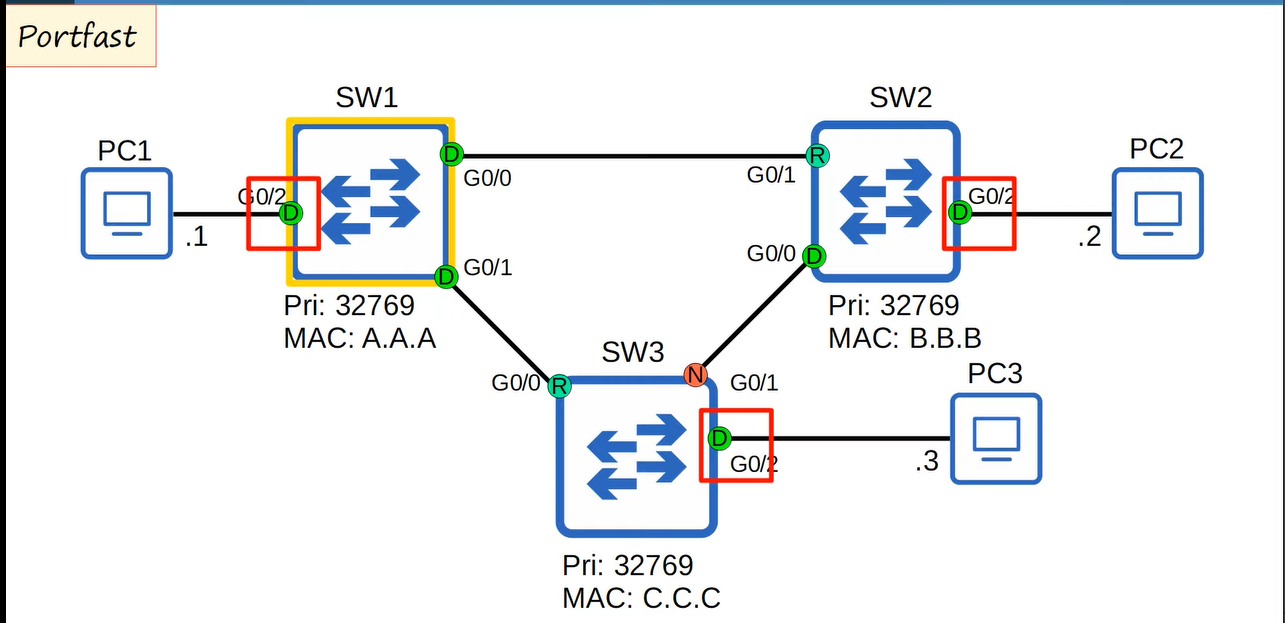 Portfast
SW1
SW2
PC1
PC2
D
G0/0
G0/1
R
G0/2
D
.1
D
G0/2
.2
D
G0/1
G0/0
D
Pri: 32769
MAC: A.A.A
Pri: 32769
MAC: B.B.B
SW3
PC3
G0/0
R
N
G0/1
D
G0/2
.3
Pri: 32769
MAC: C.C.C